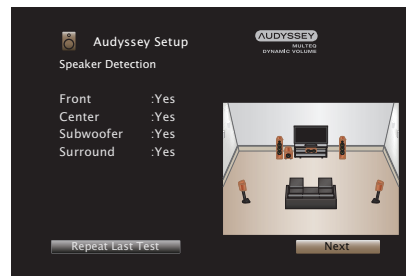 Audyssey Setup
AUDYSSEY
MULTEQ
DYNAMIC VOLUME
Speaker Detection
Front :Yes
Center :Yes
Subwoofer :Yes
Surround :Yes
Repeat Last Test
Next